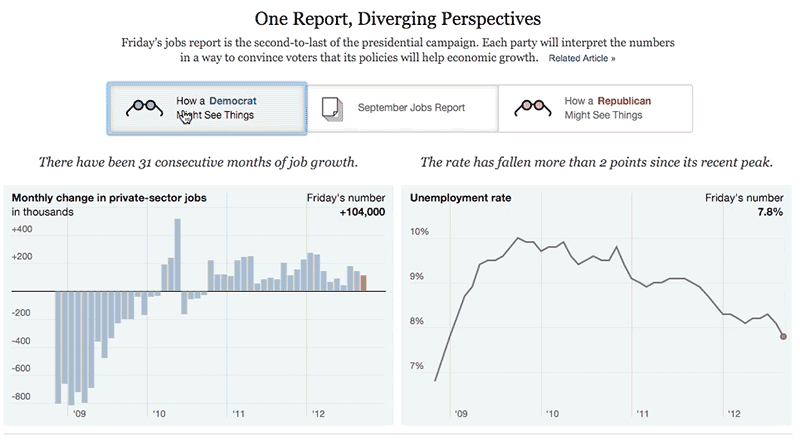 One Report, Diverging Perspectives
Friday's jobs report is the second-to-last of the presidential campaign. Each party will interpret the numbers
in a way to convince voters that its policies will help economic growth. Related Article »
How a Democrat
Might See Things
September Jobs Report
How a Republican
Might See Things
There have been 31 consecutive months of job growth.
Monthly change in private-sector jobs
in thousands
Friday's number
+104,000
+400
+200
-200
-400
-600
-800
'09 '10 '11 '12
The rate has fallen more than 2 points since its recent peak.
Unemployment rate
Friday's number
7.8%
10%
9%
8%
7%
'09 '10 '11 '12